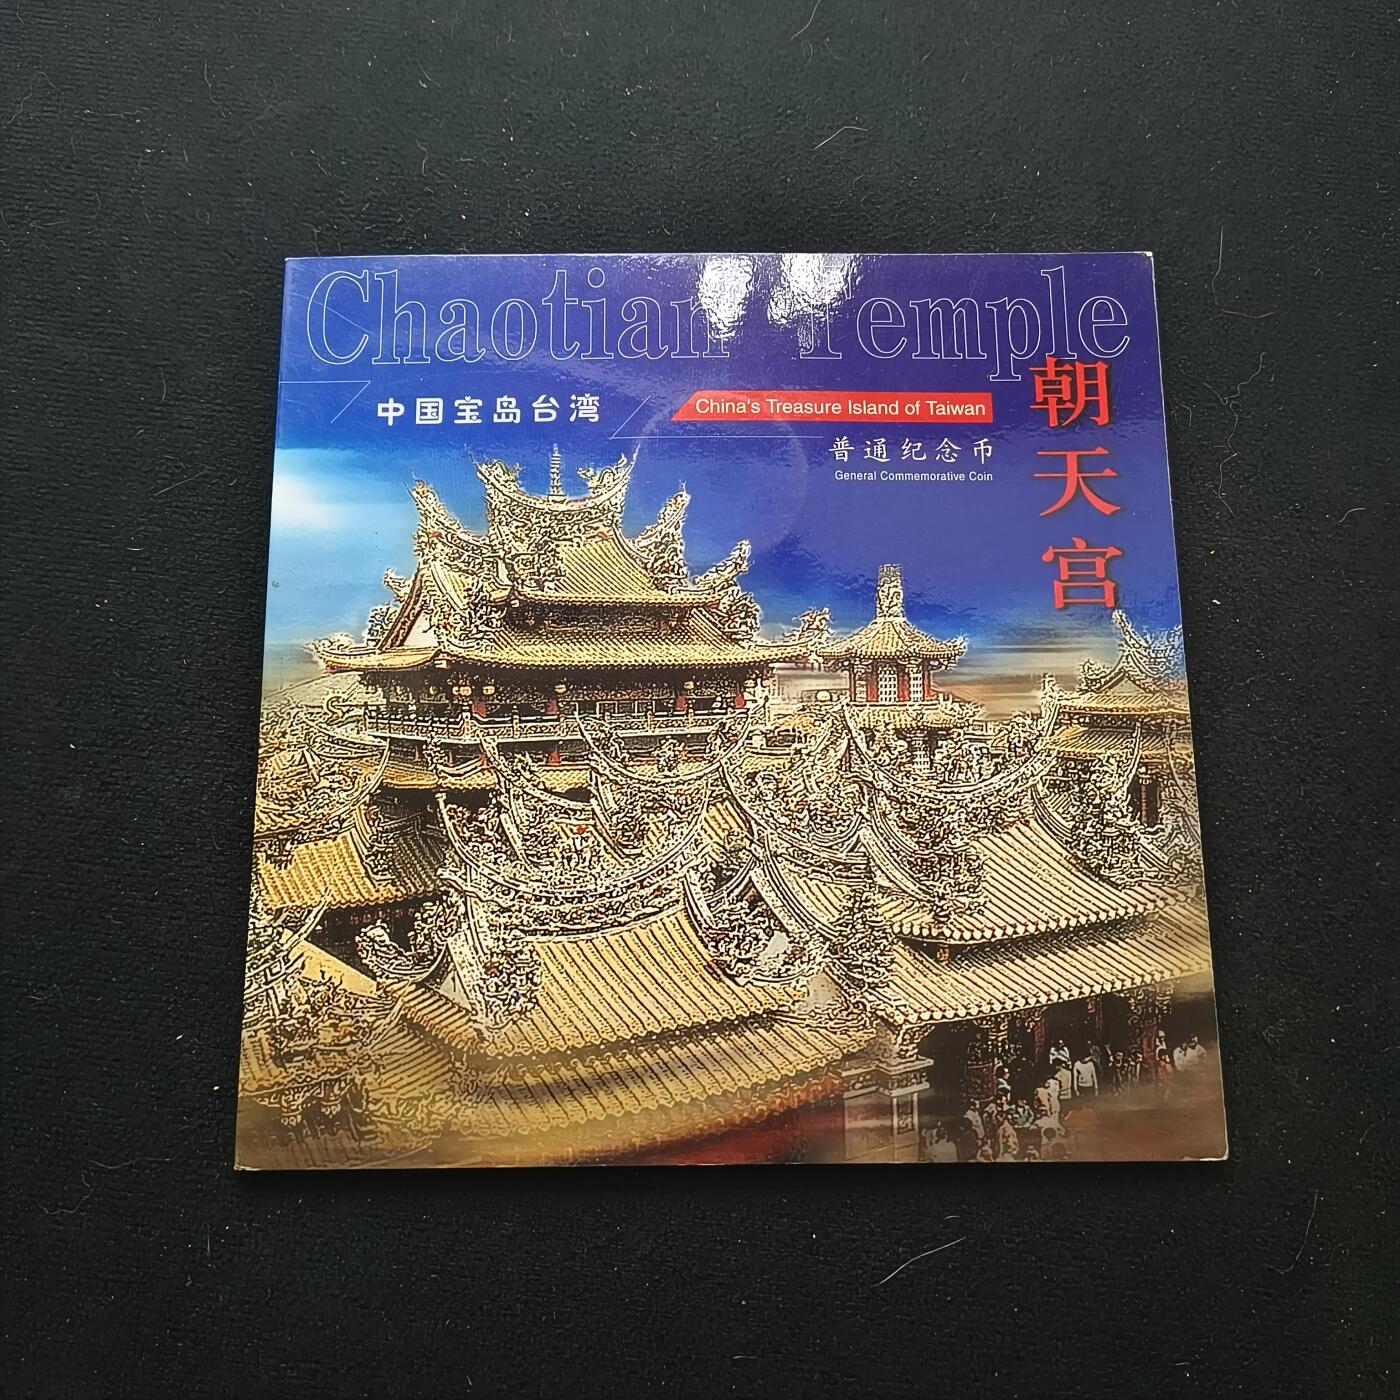 Chaotian Temple
中国宝岛台湾
China's Treasure Island of Taiwan
普通纪念币
General Commemorative Coin
朝天宫